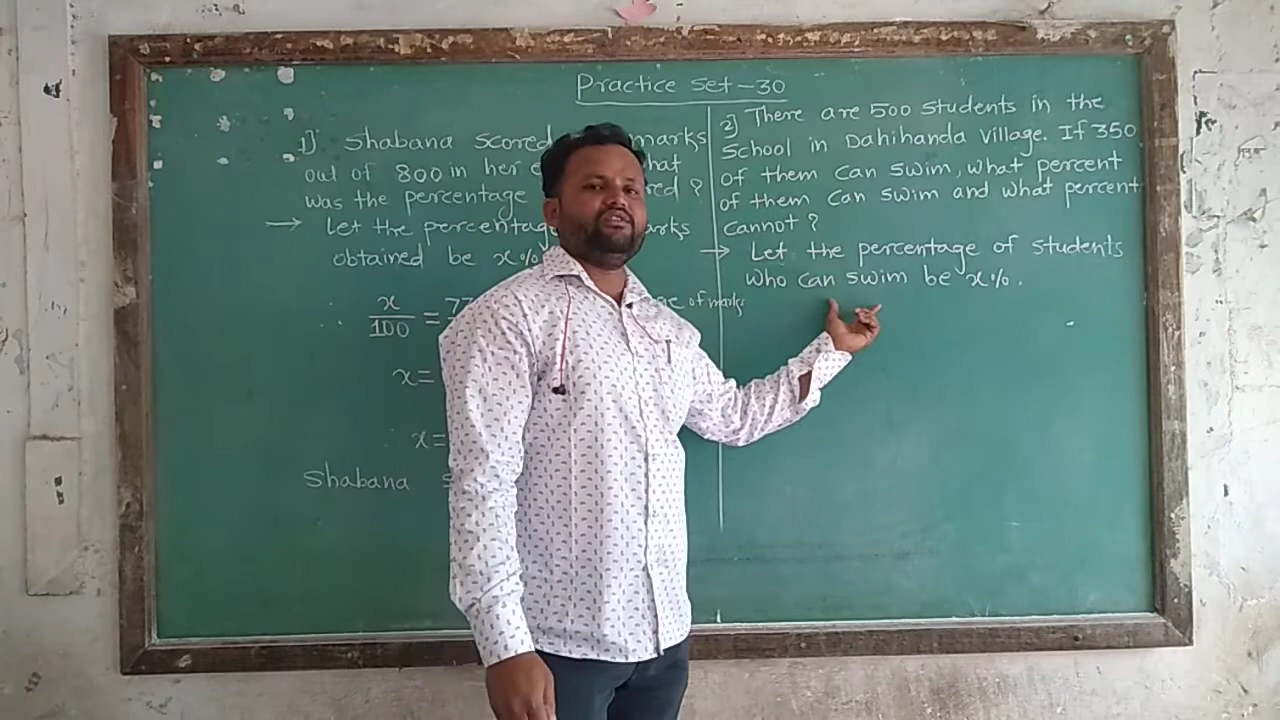 Practice Set-30
1) Shabana scored marks
out of 800 in her
was the percentage ?
→ Let the percentage
obtained be x%
x/100 =
of marks
x=
x=
Shabana
2) There are 500 students in the
School in Dahihanda Village. If 350
of them can swim, what percent
of them can swim and what percent
cannot?
→ Let the percentage of students
who can swim be x%.